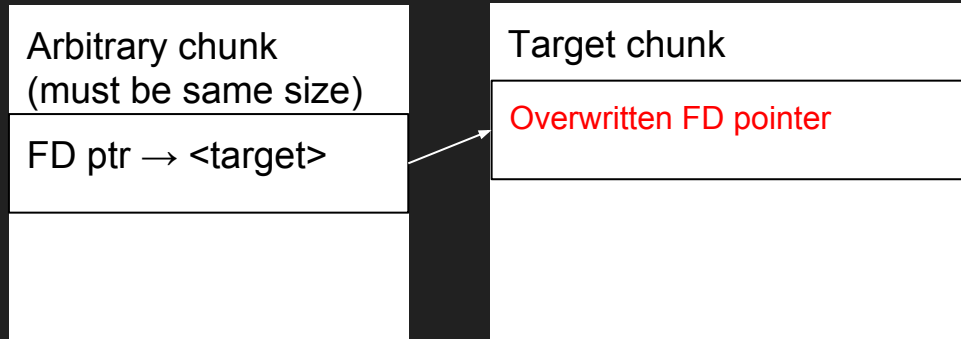 Arbitrary chunk
(must be same size)
FD ptr → <target>
Target chunk
Overwritten FD pointer